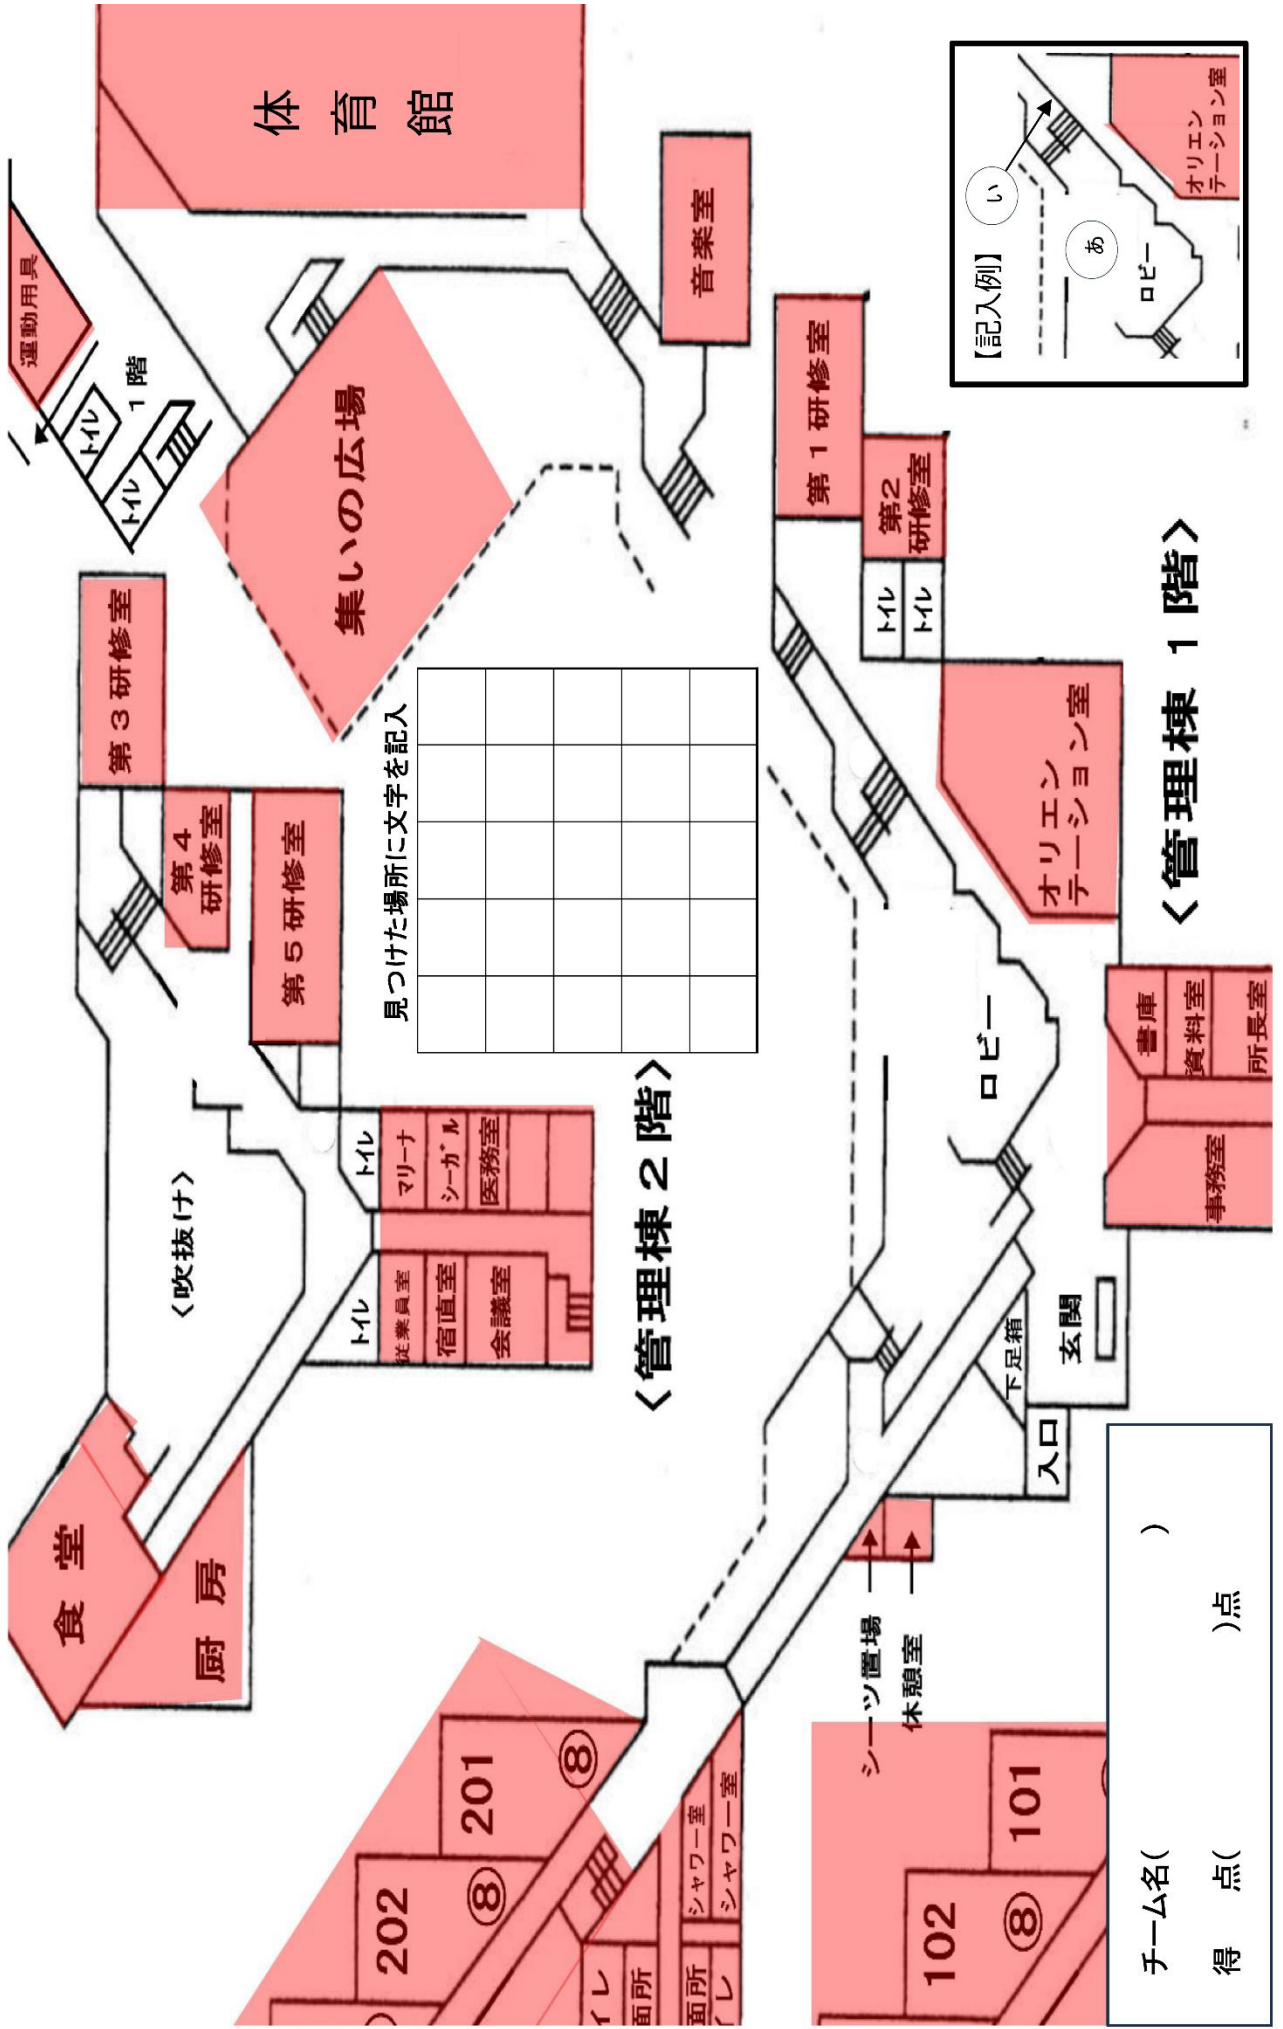 体育館
運動用具
トイレ
トイレ
1階
集いの広場
音楽室
【記入例】
い
あ
ロビー
オリエン
テーション室
第3研修室
第4
研修室
第5研修室
<吹抜け>
トイレ
マリーナ
シーガル
医務室
トイレ
従業員室
宿直室
会議室
食堂
厨房
<管理棟2階>
見つけた場所に文字を記入
第1研修室
第2
研修室
トイレ
トイレ
オリエン
テーション室
<管理棟 1階>
ロビー
書庫
資料室
所長室
事務室
玄関
下足箱
入口
シーツ置場
休憩室
201
⑧
202
⑧
シャワー室
シャワー室
イレ
面所
面所
イレ
101
102
⑧
チーム名( )
得 点( )点